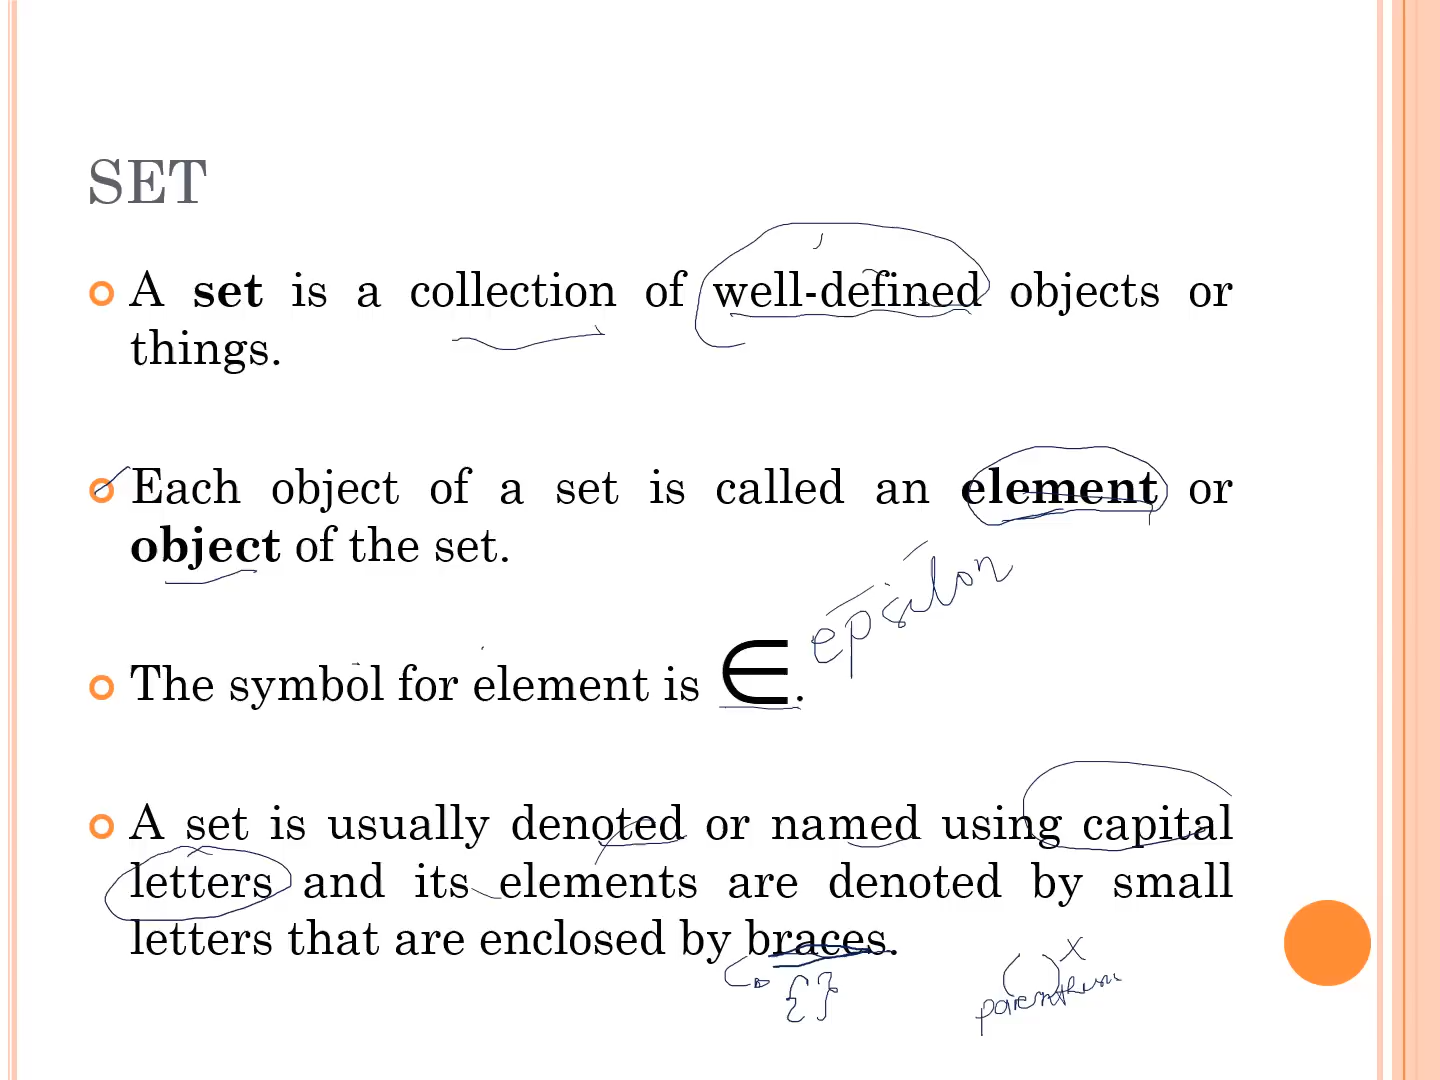 SET
A set is a collection of well-defined objects or
things.
Each object of a set is called an element or
object of the set.
epsilon
The symbol for element is ∈.
A set is usually denoted or named using capital
letters and its elements are denoted by small
letters that are enclosed by braces.
{ } ( ) x